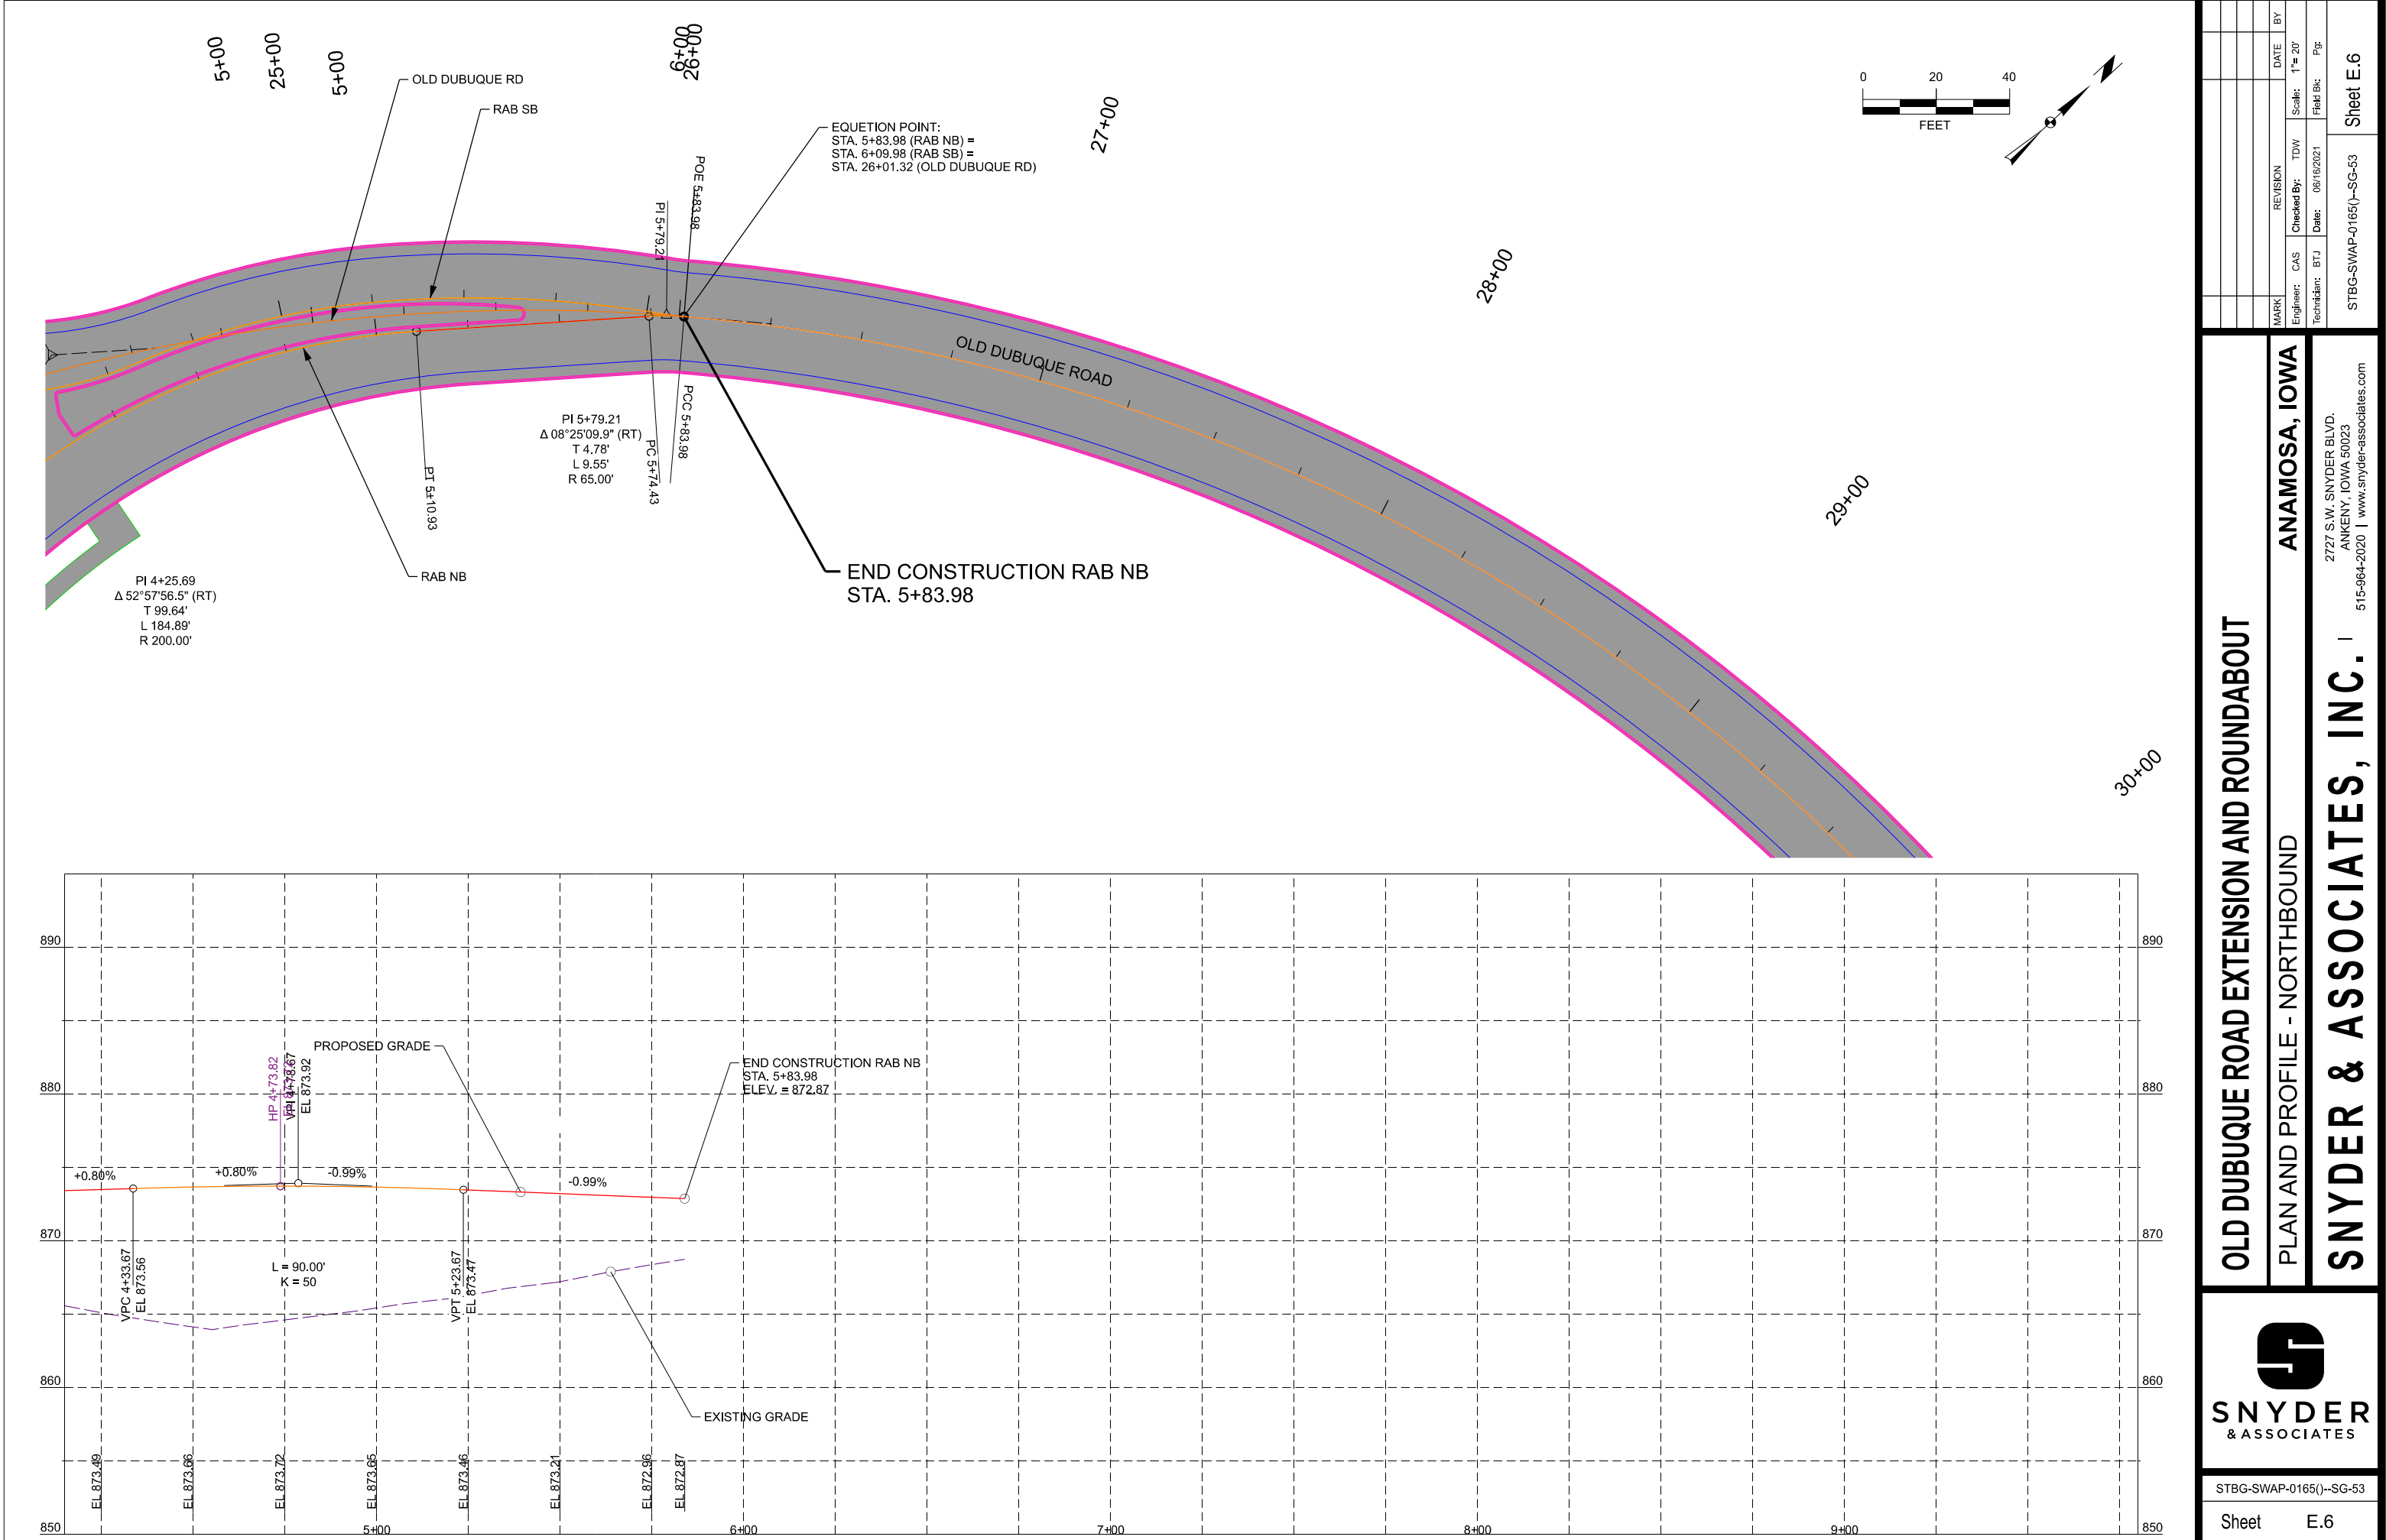 5+00
25+00
5+00
6+00
26+00
27+00
28+00
29+00
30+00
OLD DUBUQUE RD
RAB SB
EQUETION POINT:
STA. 5+83.98 (RAB NB) =
STA. 6+09.98 (RAB SB) =
STA. 26+01.32 (OLD DUBUQUE RD)
POE 5+83.98
PI 5+79.21
0 20 40
FEET
OLD DUBUQUE ROAD
PI 5+79.21
Δ 08°25'09.9" (RT)
T 4.78'
L 9.55'
R 65.00'
PC 5+74.43
PCC 5+83.98
PT 5+10.93
RAB NB
PI 4+25.69
Δ 52°57'56.5" (RT)
T 99.64'
L 184.89'
R 200.00'
END CONSTRUCTION RAB NB
STA. 5+83.98
890
880
870
860
850
890
880
870
860
850
PROPOSED GRADE
HP 4+73.82
VPI 4+78.67
EL 873.92
END CONSTRUCTION RAB NB
STA. 5+83.98
ELEV. = 872.87
+0.80%
+0.80%
-0.99%
-0.99%
VPC 4+33.67
EL 873.56
L = 90.00'
K = 50
VPT 5+23.67
EL 873.47
EXISTING GRADE
EL 873.49
EL 873.66
EL 873.72
EL 873.65
EL 873.46
EL 873.21
EL 872.96
EL 872.87
5+00
6+00
7+00
8+00
9+00
MARK REVISION DATE BY
Engineer: CAS Checked By: TDW Scale: 1"= 20'
Technician: BTJ Date: 06/16/2021 Field Bk: Pg:
STBG-SWAP-0165()--SG-53 Sheet E.6
OLD DUBUQUE ROAD EXTENSION AND ROUNDABOUT
PLAN AND PROFILE - NORTHBOUND
ANAMOSA, IOWA
SNYDER & ASSOCIATES, INC.
2727 S.W. SNYDER BLVD.
ANKENY, IOWA 50023
515-964-2020 | www.snyder-associates.com
SNYDER
& ASSOCIATES
STBG-SWAP-0165()--SG-53
Sheet E.6